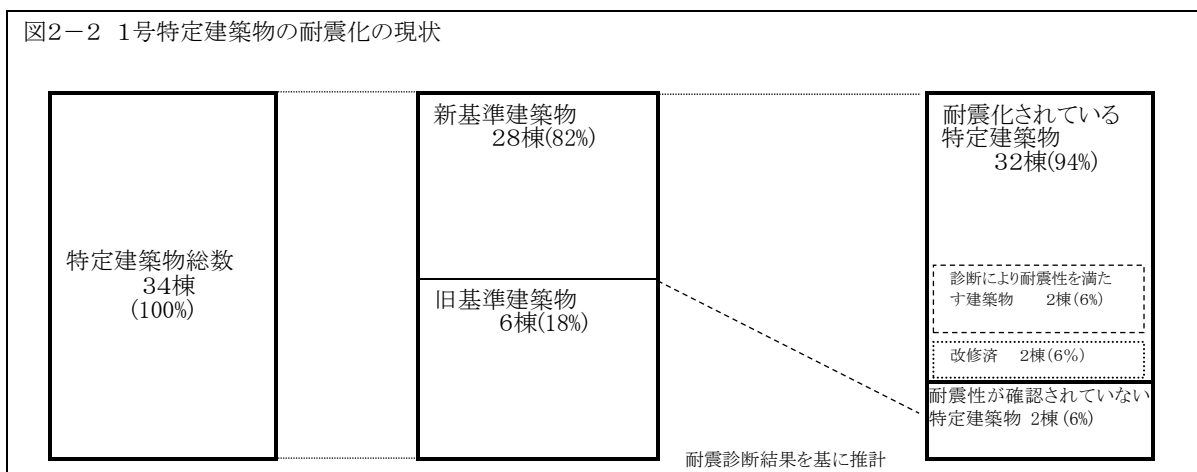 図2-2 1号特定建築物の耐震化の現状
特定建築物総数
34棟
(100%)
新基準建築物
28棟(82%)
旧基準建築物
6棟(18%)
耐震化されている
特定建築物
32棟(94%)
診断により耐震性を満た
す建築物 2棟(6%)
改修済 2棟(6%)
耐震性が確認されていない
特定建築物 2棟(6%)
耐震診断結果を基に推計